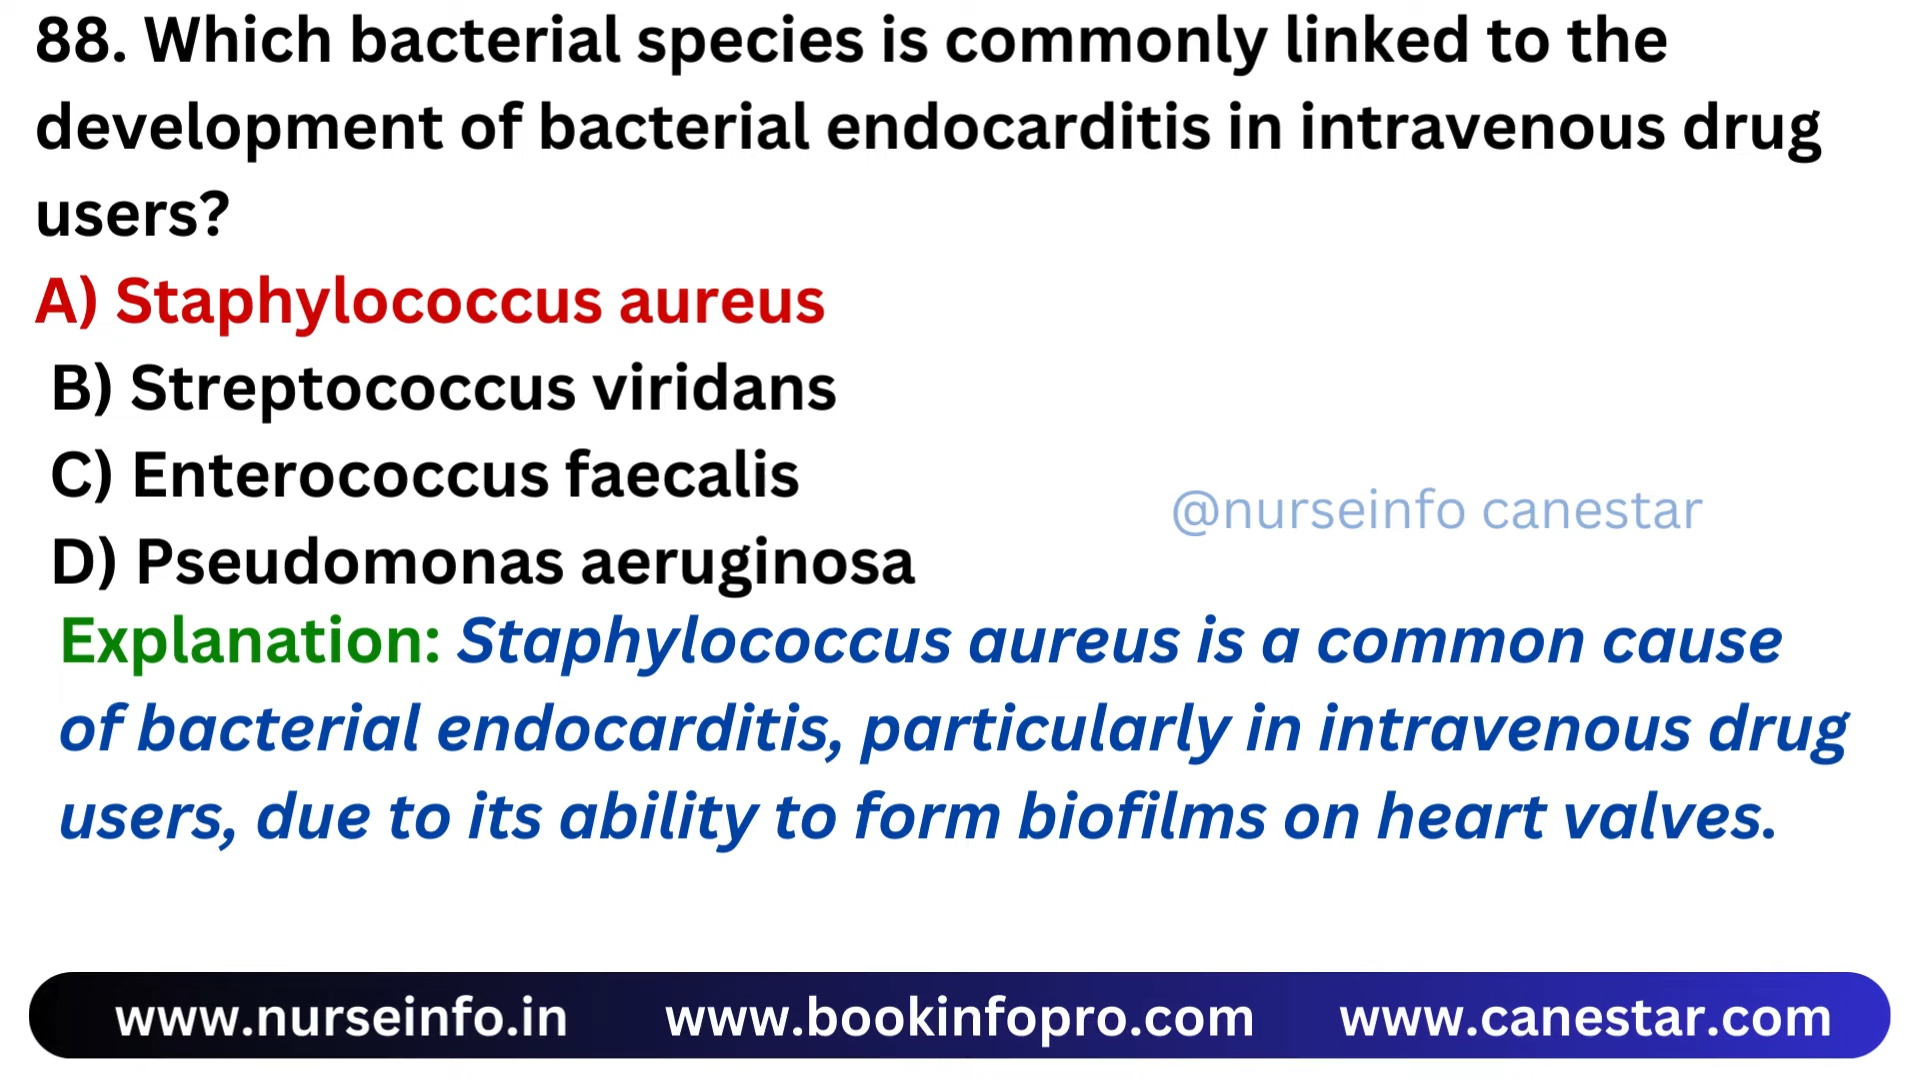 88. Which bacterial species is commonly linked to the
development of bacterial endocarditis in intravenous drug
users?
A) Staphylococcus aureus
B) Streptococcus viridans
C) Enterococcus faecalis
@nurseinfo canestar
D) Pseudomonas aeruginosa
Explanation: Staphylococcus aureus is a common cause
of bacterial endocarditis, particularly in intravenous drug
users, due to its ability to form biofilms on heart valves.
www.nurseinfo.in www.bookinfopro.com www.canestar.com